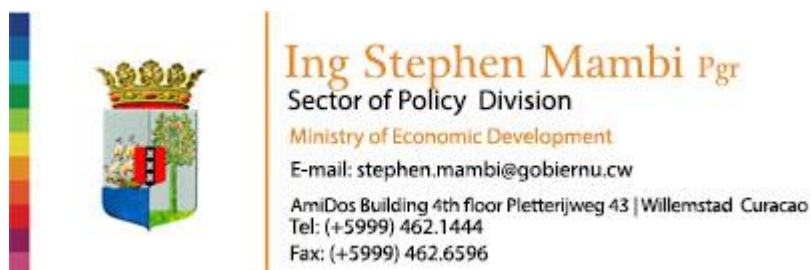 Ing Stephen Mambi Pgr
Sector of Policy Division
Ministry of Economic Development
E-mail: stephen.mambi@gobiernu.cw
AmiDos Building 4th floor Pletterijweg 43 | Willemstad Curacao
Tel: (+5999) 462.1444
Fax: (+5999) 462.6596